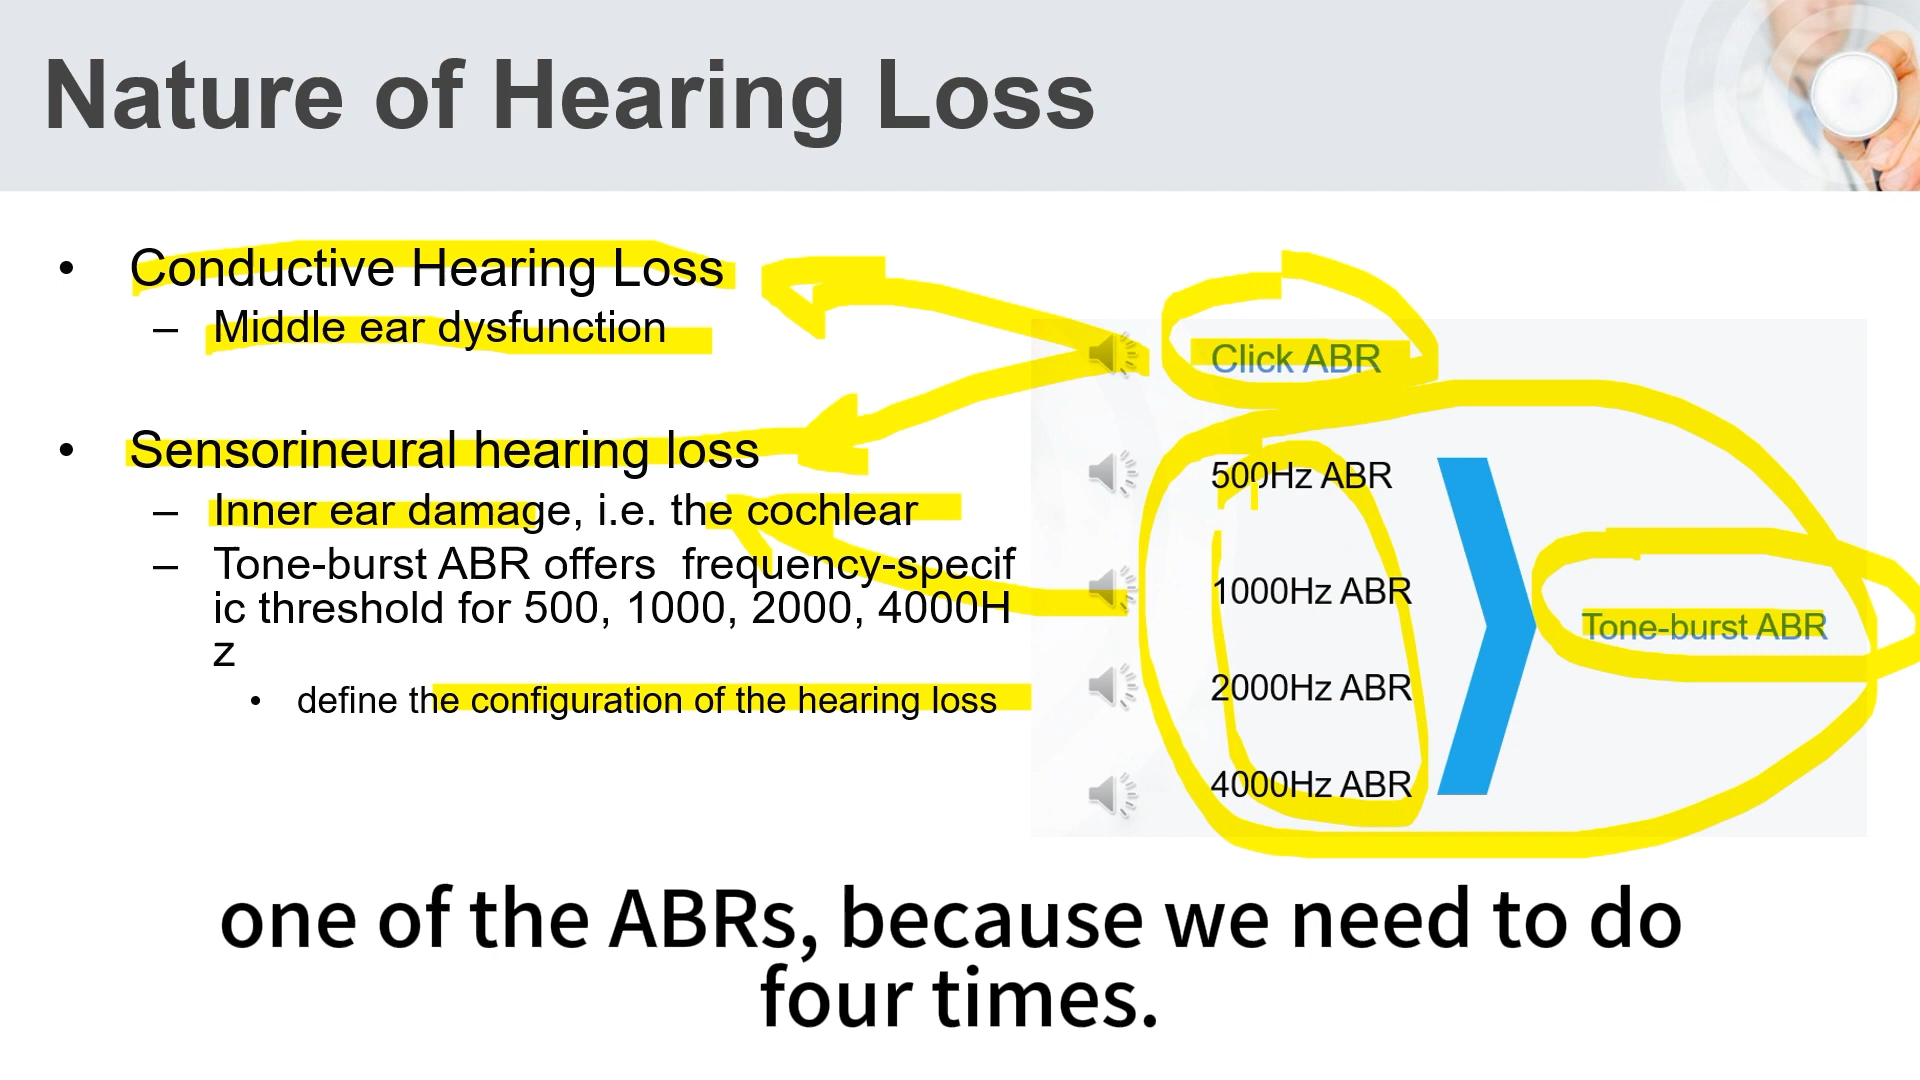 Nature of Hearing Loss
• Conductive Hearing Loss
– Middle ear dysfunction
• Sensorineural hearing loss
– Inner ear damage, i.e. the cochlear
– Tone-burst ABR offers  frequency-specif
ic threshold for 500, 1000, 2000, 4000H
z
• define the configuration of the hearing loss
Click ABR
500Hz ABR
1000Hz ABR
2000Hz ABR
4000Hz ABR
Tone-burst ABR
one of the ABRs, because we need to do
four times.